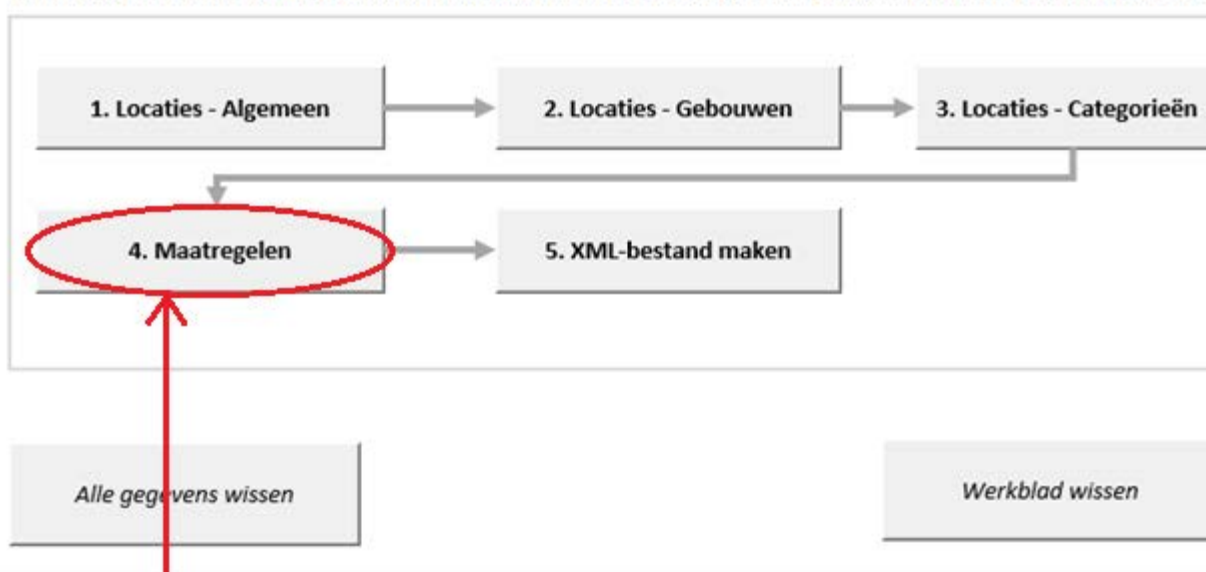 1. Locaties - Algemeen
2. Locaties - Gebouwen
3. Locaties - Categorieën
4. Maatregelen
5. XML-bestand maken
Alle gegevens wissen
Werkblad wissen